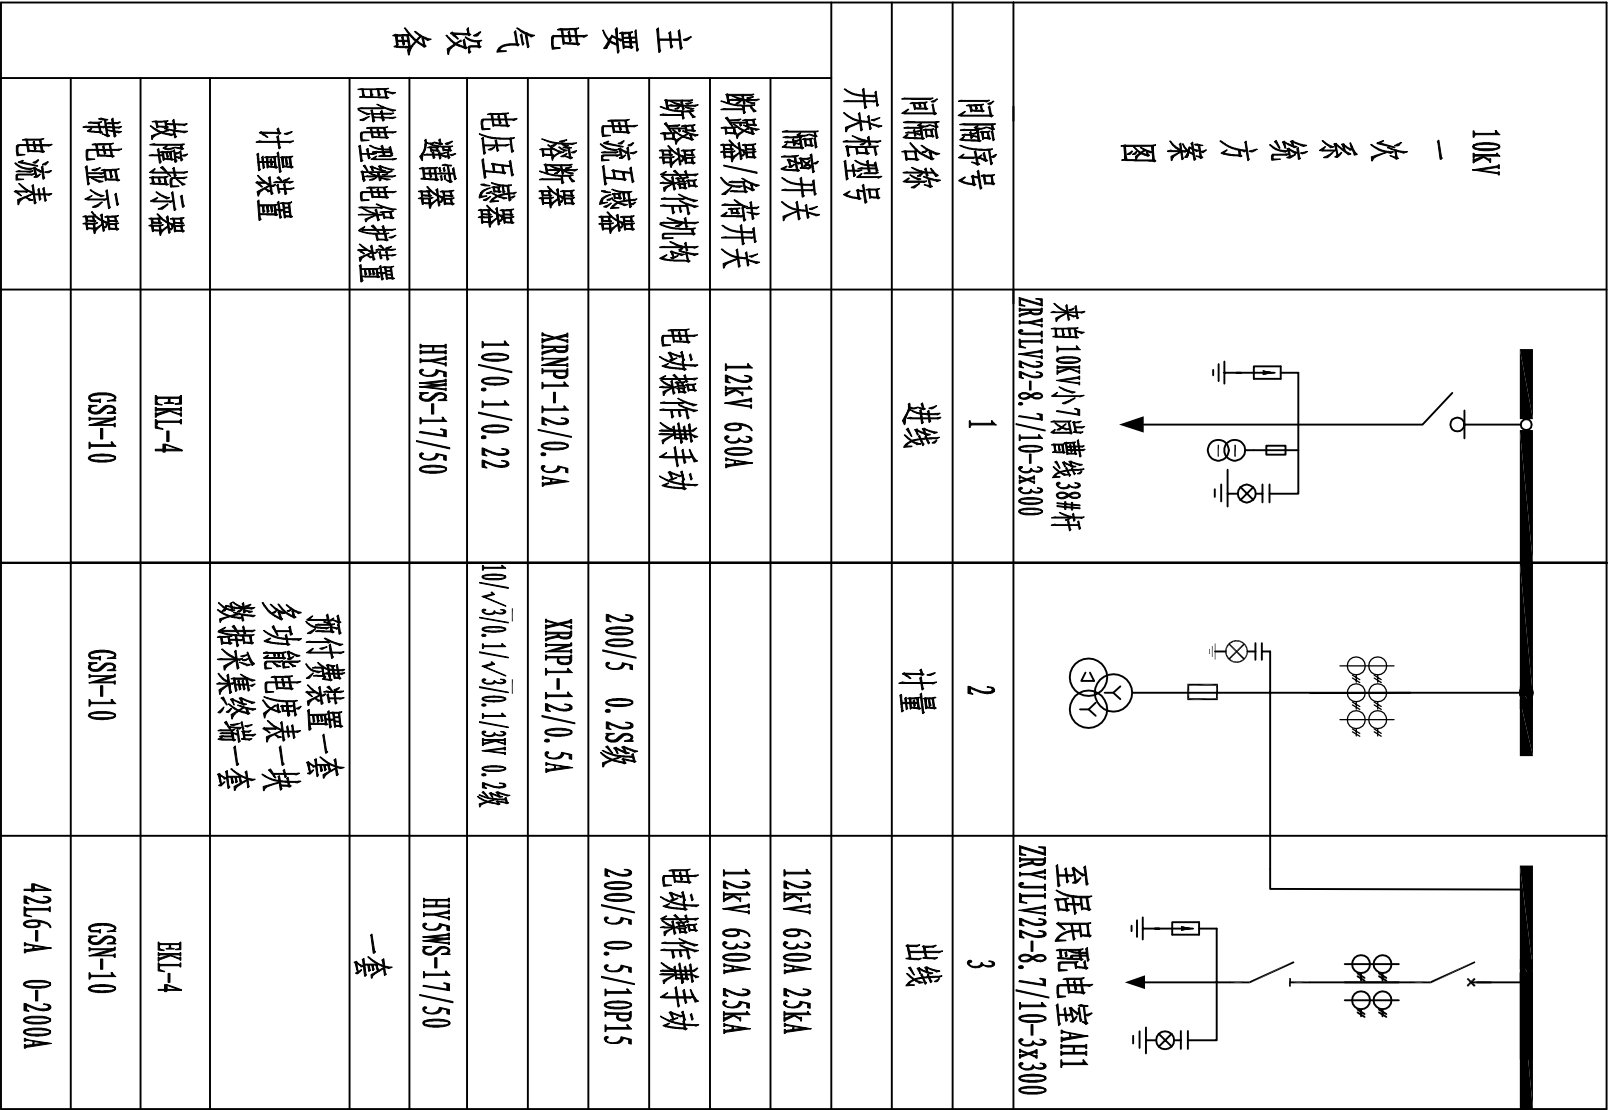 10kV
一次系统方案图
来自10KV小7岗曹线38#杆
ZRYJLV22-8.7/10-3x300
至居民配电室AH1
ZRYJLV22-8.7/10-3x300
间隔序号
1
2
3
间隔名称
进线
计量
出线
开关柜型号
主要电气设备
隔离开关
12kV 630A 25kA
断路器/负荷开关
12kV 630A
12kV 630A 25kA
断路器操作机构
电动操作兼手动
电动操作兼手动
电流互感器
200/5 0.2S级
200/5 0.5/10P15
熔断器
XRNP1-12/0.5A
XRNP1-12/0.5A
电压互感器
10/0.1/0.22
10/√3/0.1/√3/0.1/3KV 0.2级
避雷器
HY5WS-17/50
HY5WS-17/50
自供电型继电保护装置
一套
计量装置
预付费装置一套
多功能电度表一块
数据采集终端一套
故障指示器
EKL-4
EKL-4
带电显示器
GSN-10
GSN-10
GSN-10
电流表
42L6-A 0-200A